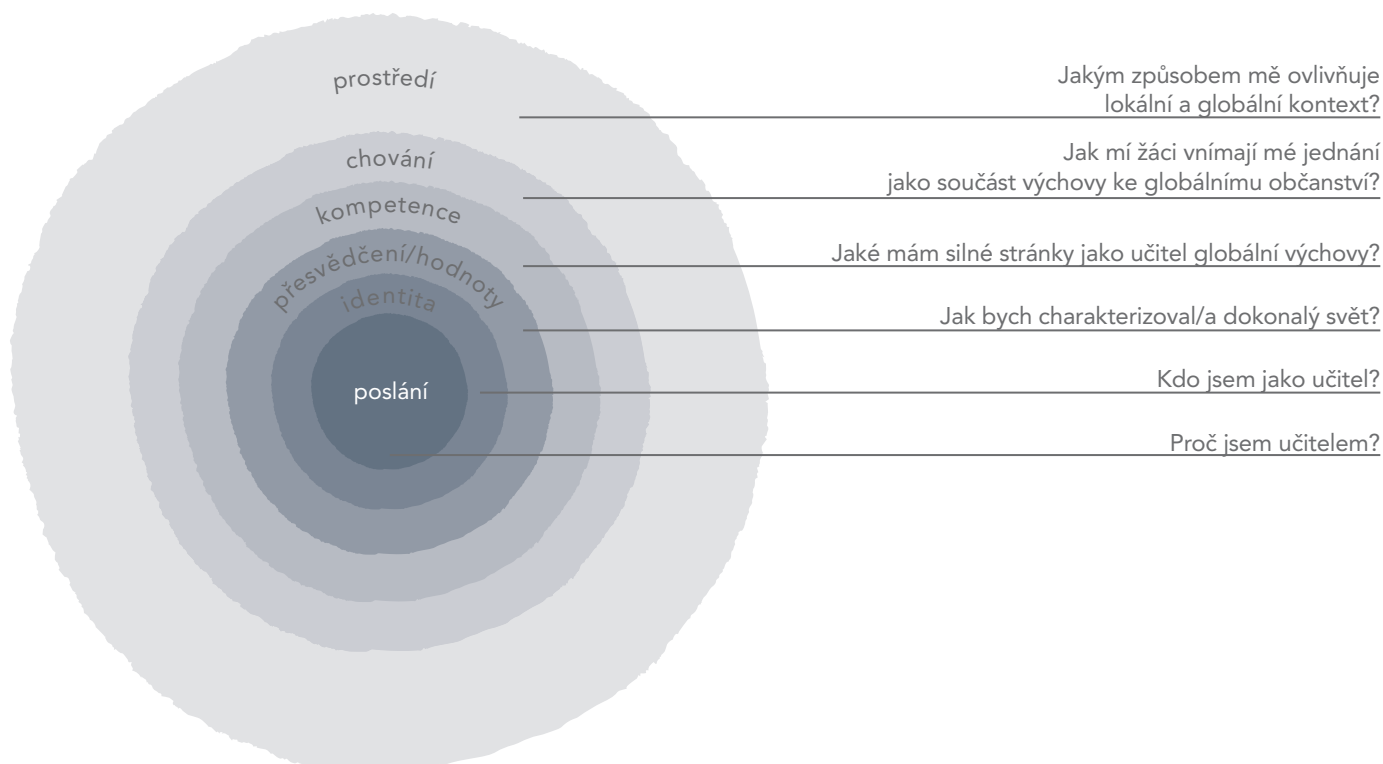 prostředí
chování
kompetence
přesvědčení/hodnoty
identita
poslání
Jakým způsobem mě ovlivňuje
lokální a globální kontext?
Jak mí žáci vnímají mé jednání
jako součást výchovy ke globálnímu občanství?
Jaké mám silné stránky jako učitel globální výchovy?
Jak bych charakterizoval/a dokonalý svět?
Kdo jsem jako učitel?
Proč jsem učitelem?